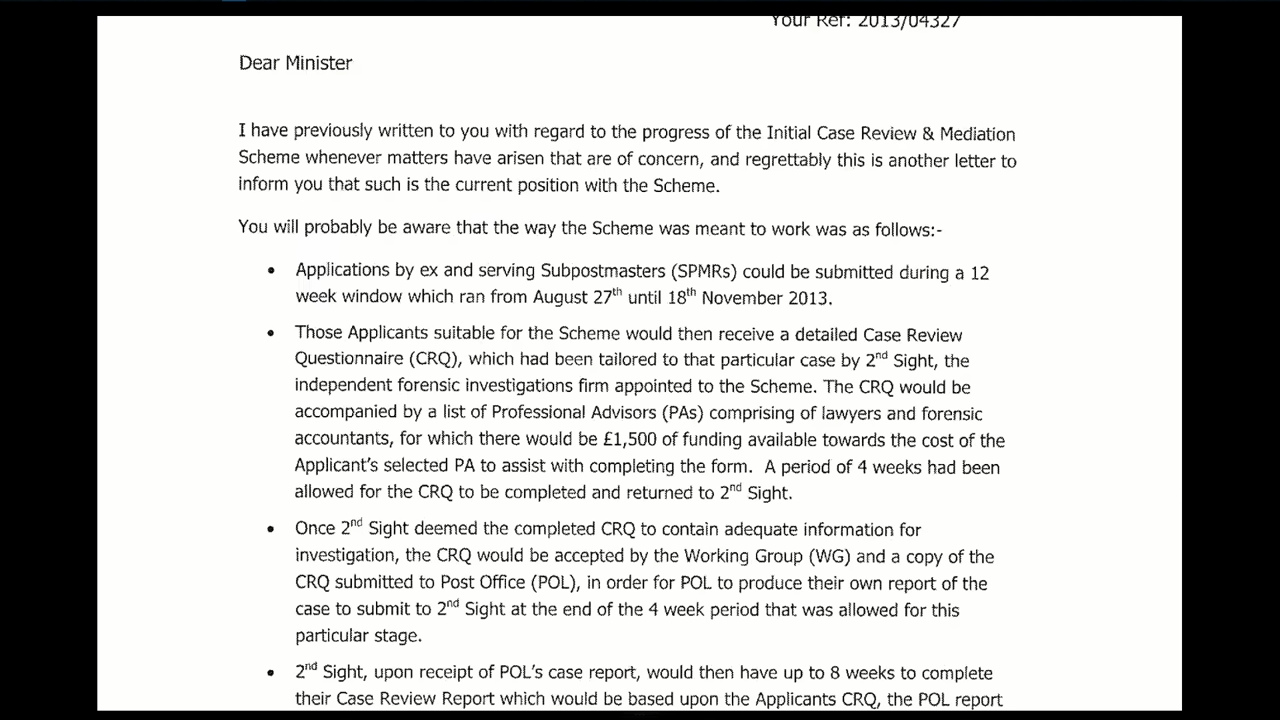 Your Ref: 2013/04327
Dear Minister
I have previously written to you with regard to the progress of the Initial Case Review & Mediation
Scheme whenever matters have arisen that are of concern, and regrettably this is another letter to
inform you that such is the current position with the Scheme.
You will probably be aware that the way the Scheme was meant to work was as follows:-
• Applications by ex and serving Subpostmasters (SPMRs) could be submitted during a 12
week window which ran from August 27th until 18th November 2013.
• Those Applicants suitable for the Scheme would then receive a detailed Case Review
Questionnaire (CRQ), which had been tailored to that particular case by 2nd Sight, the
independent forensic investigations firm appointed to the Scheme. The CRQ would be
accompanied by a list of Professional Advisors (PAs) comprising of lawyers and forensic
accountants, for which there would be £1,500 of funding available towards the cost of the
Applicant's selected PA to assist with completing the form. A period of 4 weeks had been
allowed for the CRQ to be completed and returned to 2nd Sight.
• Once 2nd Sight deemed the completed CRQ to contain adequate information for
investigation, the CRQ would be accepted by the Working Group (WG) and a copy of the
CRQ submitted to Post Office (POL), in order for POL to produce their own report of the
case to submit to 2nd Sight at the end of the 4 week period that was allowed for this
particular stage.
• 2nd Sight, upon receipt of POL's case report, would then have up to 8 weeks to complete
their Case Review Report which would be based upon the Applicants CRQ, the POL report